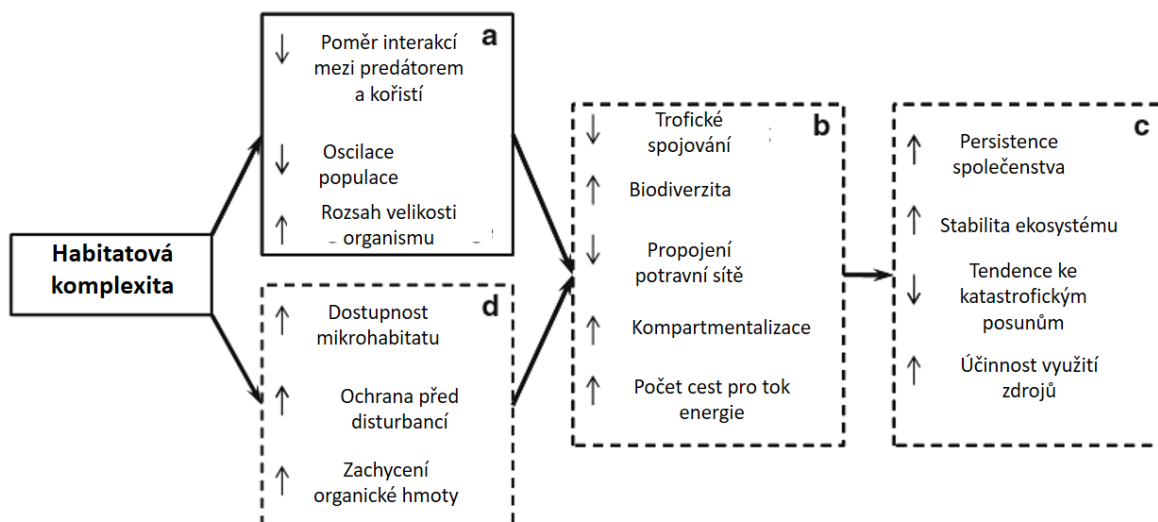 Habitatová
komplexita
a
↓ Poměr interakcí
mezi predátorem
a kořistí
↓ Oscilace
populace
↑ Rozsah velikosti
organismu
d
↑ Dostupnost
mikrohabitatu
↑ Ochrana před
disturbancí
↑ Zachycení
organické hmoty
b
↓ Trofické
spojování
↑ Biodiverzita
↓ Propojení
potravní sítě
↑ Kompartmentalizace
↑ Počet cest pro tok
energie
c
↑ Persistence
společenstva
↑ Stabilita ekosystému
↓ Tendence ke
katastrofickým
posunům
↑ Účinnost využití
zdrojů